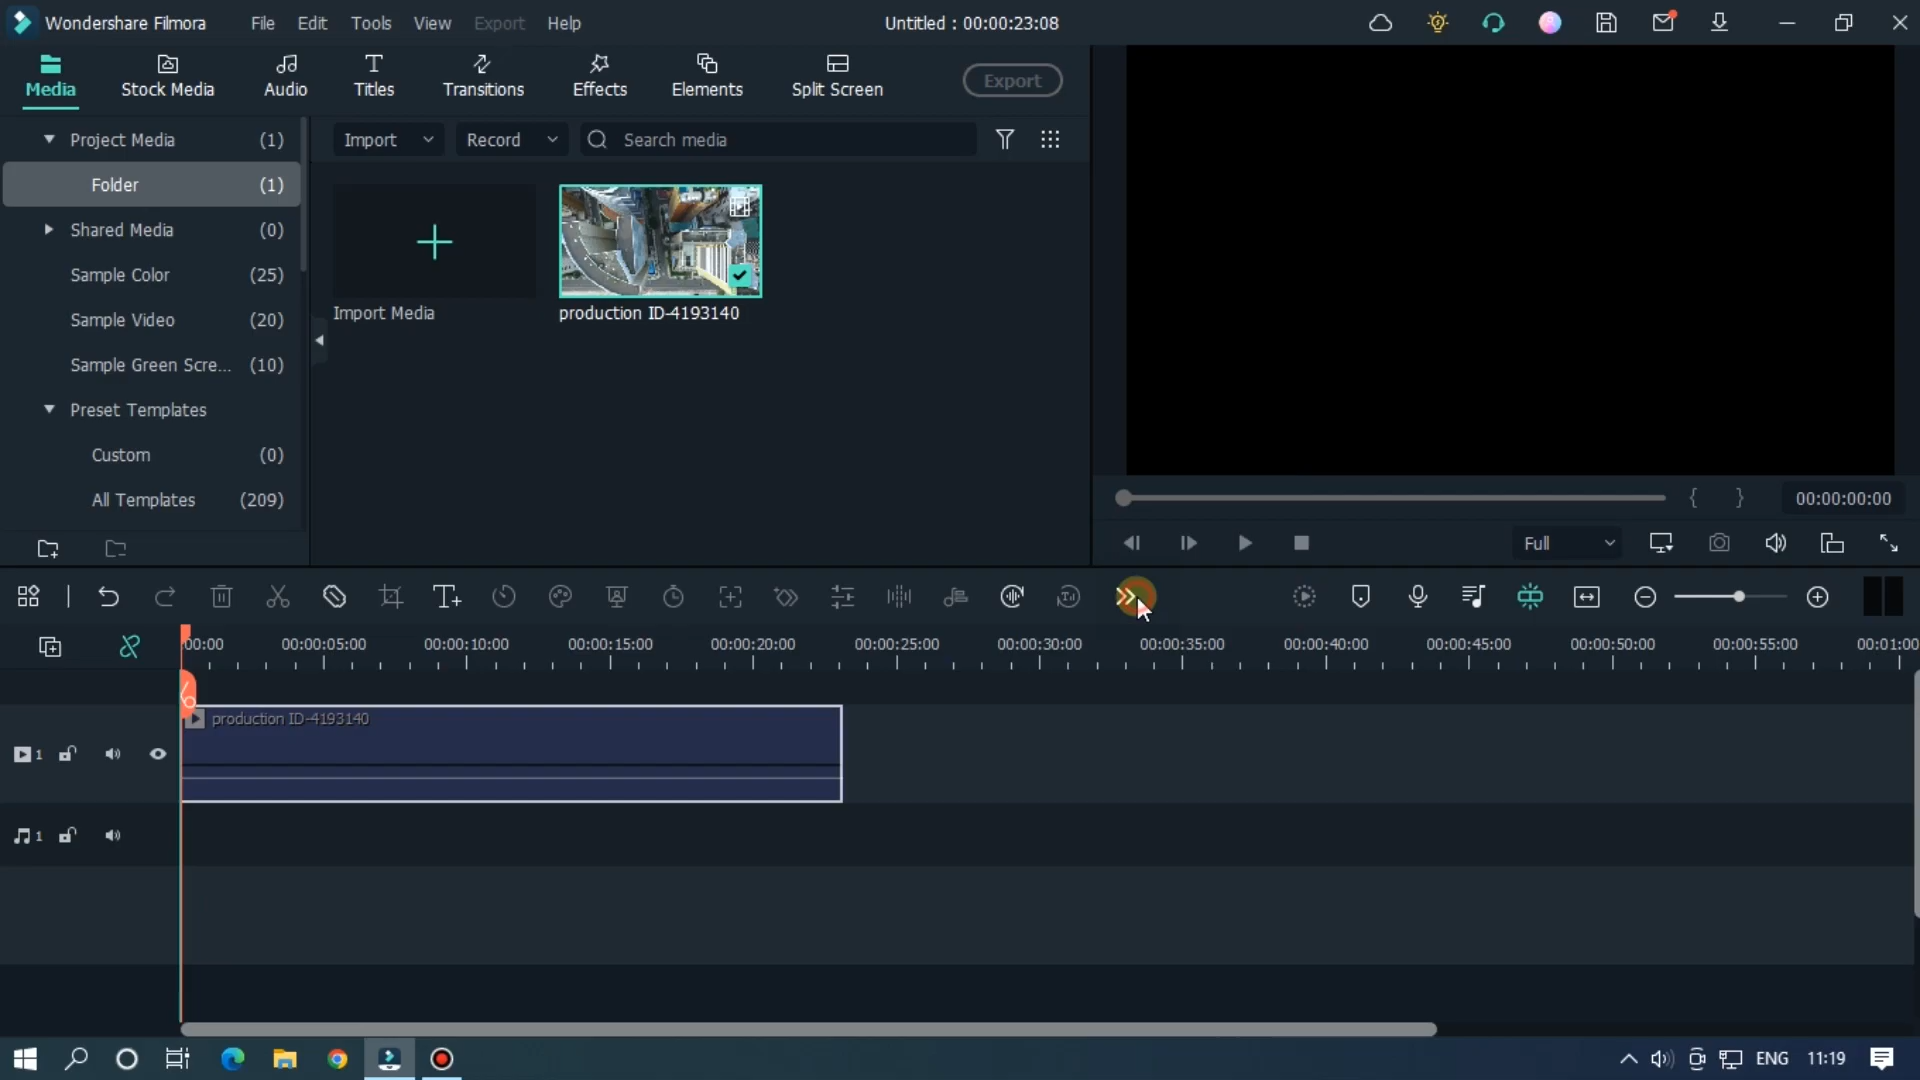 Wondershare Filmora File Edit Tools View Export Help Untitled : 00:00:23:08
Media Stock Media Audio Titles Transitions Effects Elements Split Screen Export
Project Media (1)
Folder (1)
Shared Media (0)
Sample Color (25)
Sample Video (20)
Sample Green Scre... (10)
Preset Templates
Custom (0)
All Templates (209)
Import Record Search media
Import Media production ID-4193140
{ } 00:00:00:00
Full
00:00 00:00:05:00 00:00:10:00 00:00:15:00 00:00:20:00 00:00:25:00 00:00:30:00 00:00:35:00 00:00:40:00 00:00:45:00 00:00:50:00 00:00:55:00 00:01:00
production ID-4193140
1
1
ENG 11:19